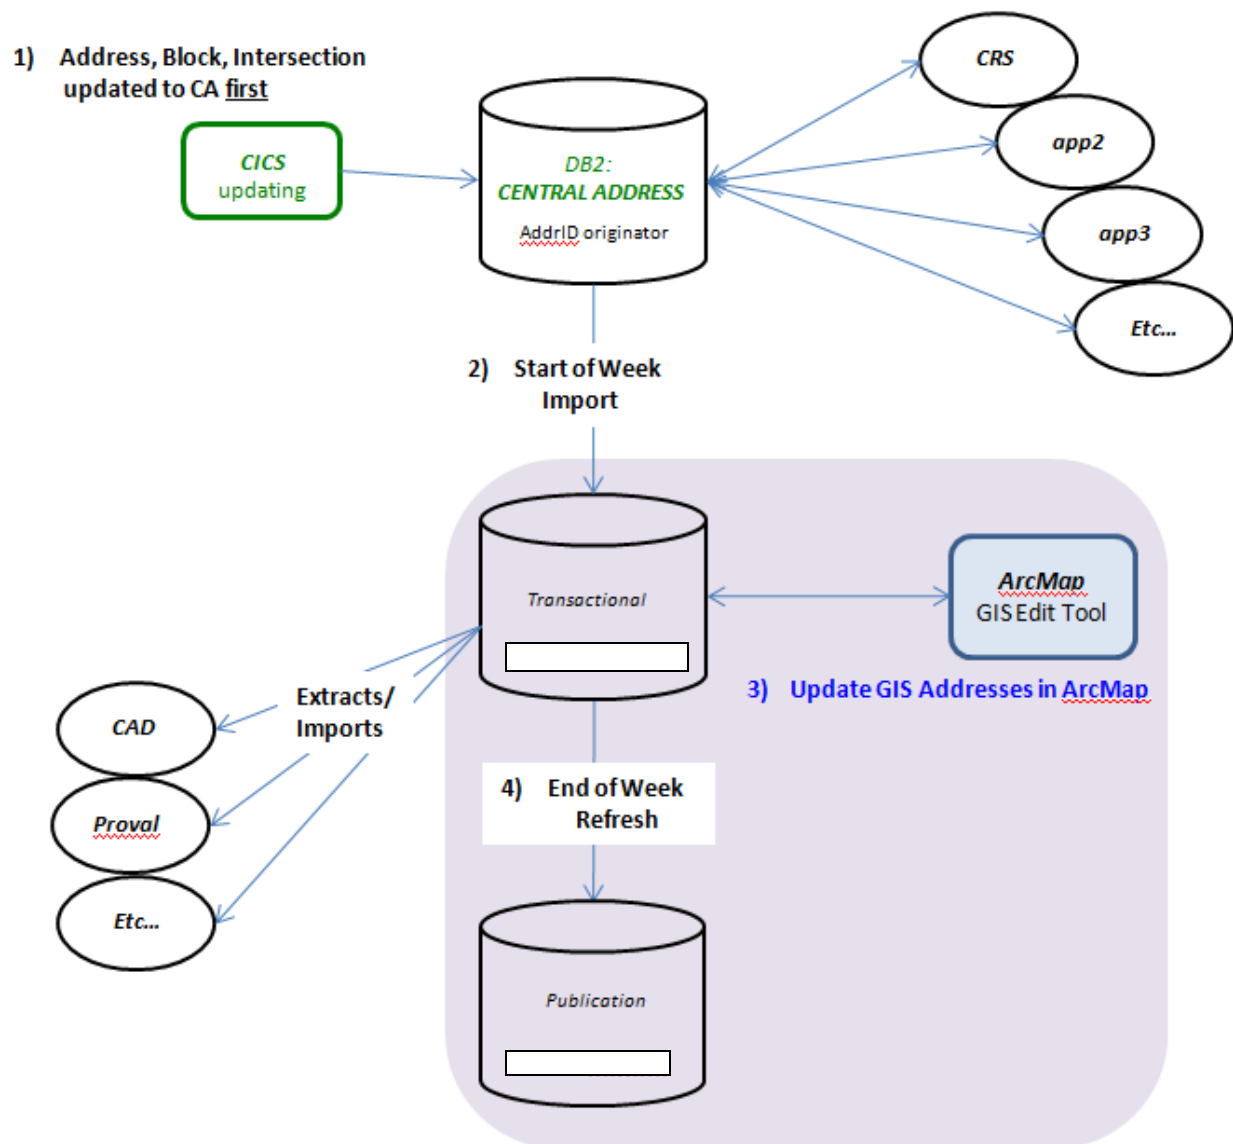 1) Address, Block, Intersection
updated to CA first
CICS
updating
DB2:
CENTRAL ADDRESS
AddrID originator
CRS
app2
app3
Etc...
2) Start of Week
Import
Transactional
ArcMap
GIS Edit Tool
3) Update GIS Addresses in ArcMap
Extracts/
Imports
CAD
Proval
Etc...
4) End of Week
Refresh
Publication